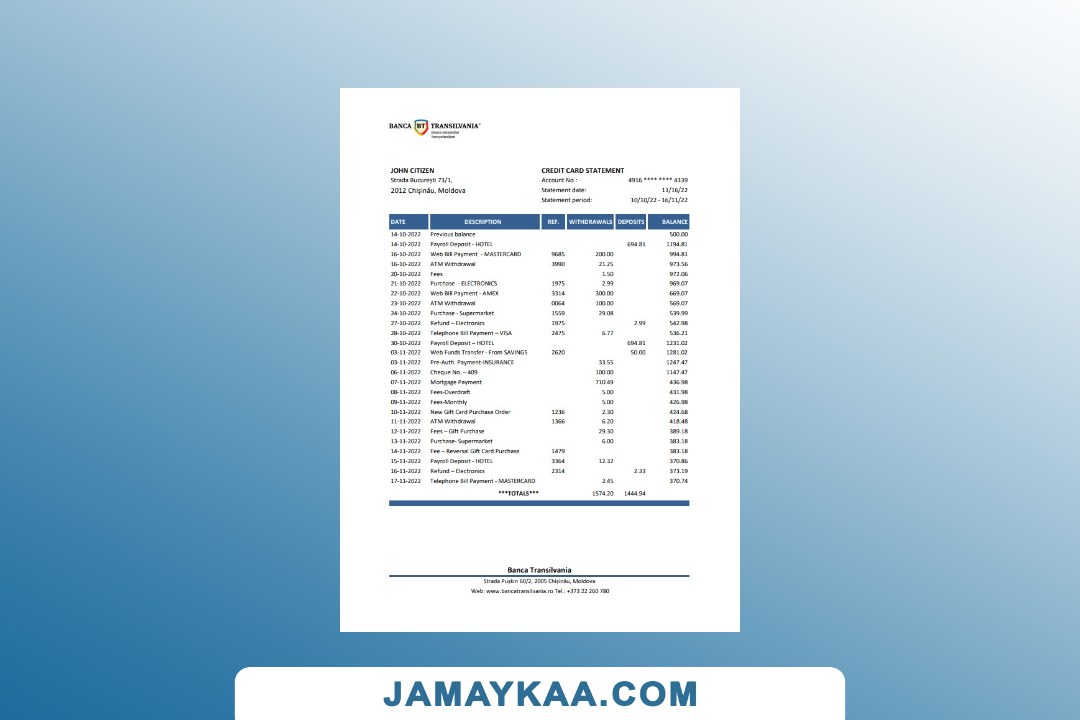 BANCA BT TRANSILVANIA®
Banca oamenilor
întreprinzători
JOHN CITIZEN
Strada București 73/1,
2012 Chișinău, Moldova
CREDIT CARD STATEMENT
Account No.: 4916 **** **** 4339
Statement date: 11/16/22
Statement period: 10/10/22 - 16/11/22
DATE DESCRIPTION REF. WITHDRAWALS DEPOSITS BALANCE
14-10-2022 Previous balance 500.00
14-10-2022 Payroll Deposit - HOTEL 694.81 1194.81
16-10-2022 Web Bill Payment - MASTERCARD 9685 200.00 994.81
16-10-2022 ATM Withdrawal 3990 21.25 973.56
20-10-2022 Fees 1.50 972.06
21-10-2022 Purchase - ELECTRONICS 1975 2.99 969.07
22-10-2022 Web Bill Payment - AMEX 3314 300.00 669.07
23-10-2022 ATM Withdrawal 0064 100.00 569.07
24-10-2022 Purchase - Supermarket 1559 29.08 539.99
27-10-2022 Refund – Electronics 1975 2.99 542.98
28-10-2022 Telephone Bill Payment – VISA 2475 6.77 536.21
30-10-2022 Payroll Deposit – HOTEL 694.81 1231.02
03-11-2022 Web Funds Transfer - From SAVINGS 2620 50.00 1281.02
03-11-2022 Pre-Auth. Payment-INSURANCE 33.55 1247.47
06-11-2022 Cheque No. – 409 100.00 1147.47
07-11-2022 Mortgage Payment 710.49 436.98
08-11-2022 Fees-Overdraft 5.00 431.98
09-11-2022 Fees-Monthly 5.00 426.98
10-11-2022 New Gift Card Purchase Order 1236 2.30 424.68
11-11-2022 ATM Withdrawal 1366 6.20 418.48
12-11-2022 Fees – Gift Purchase 29.30 389.18
13-11-2022 Purchase- Supermarket 6.00 383.18
14-11-2022 Fee – Reversal Gift Card Purchase 1479 383.18
15-11-2022 Payroll Deposit - HOTEL 3364 12.32 370.86
16-11-2022 Refund – Electronics 2314 2.33 373.19
17-11-2022 Telephone Bill Payment - MASTERCARD 2.45 370.74
***TOTALS*** 1574.20 1444.94
Banca Transilvania
Strada Pușkin 60/2, 2005 Chișinău, Moldova
Web: www.bancatransilvania.ro Tel.: +373 22 260 780
JAMAYKAA.COM